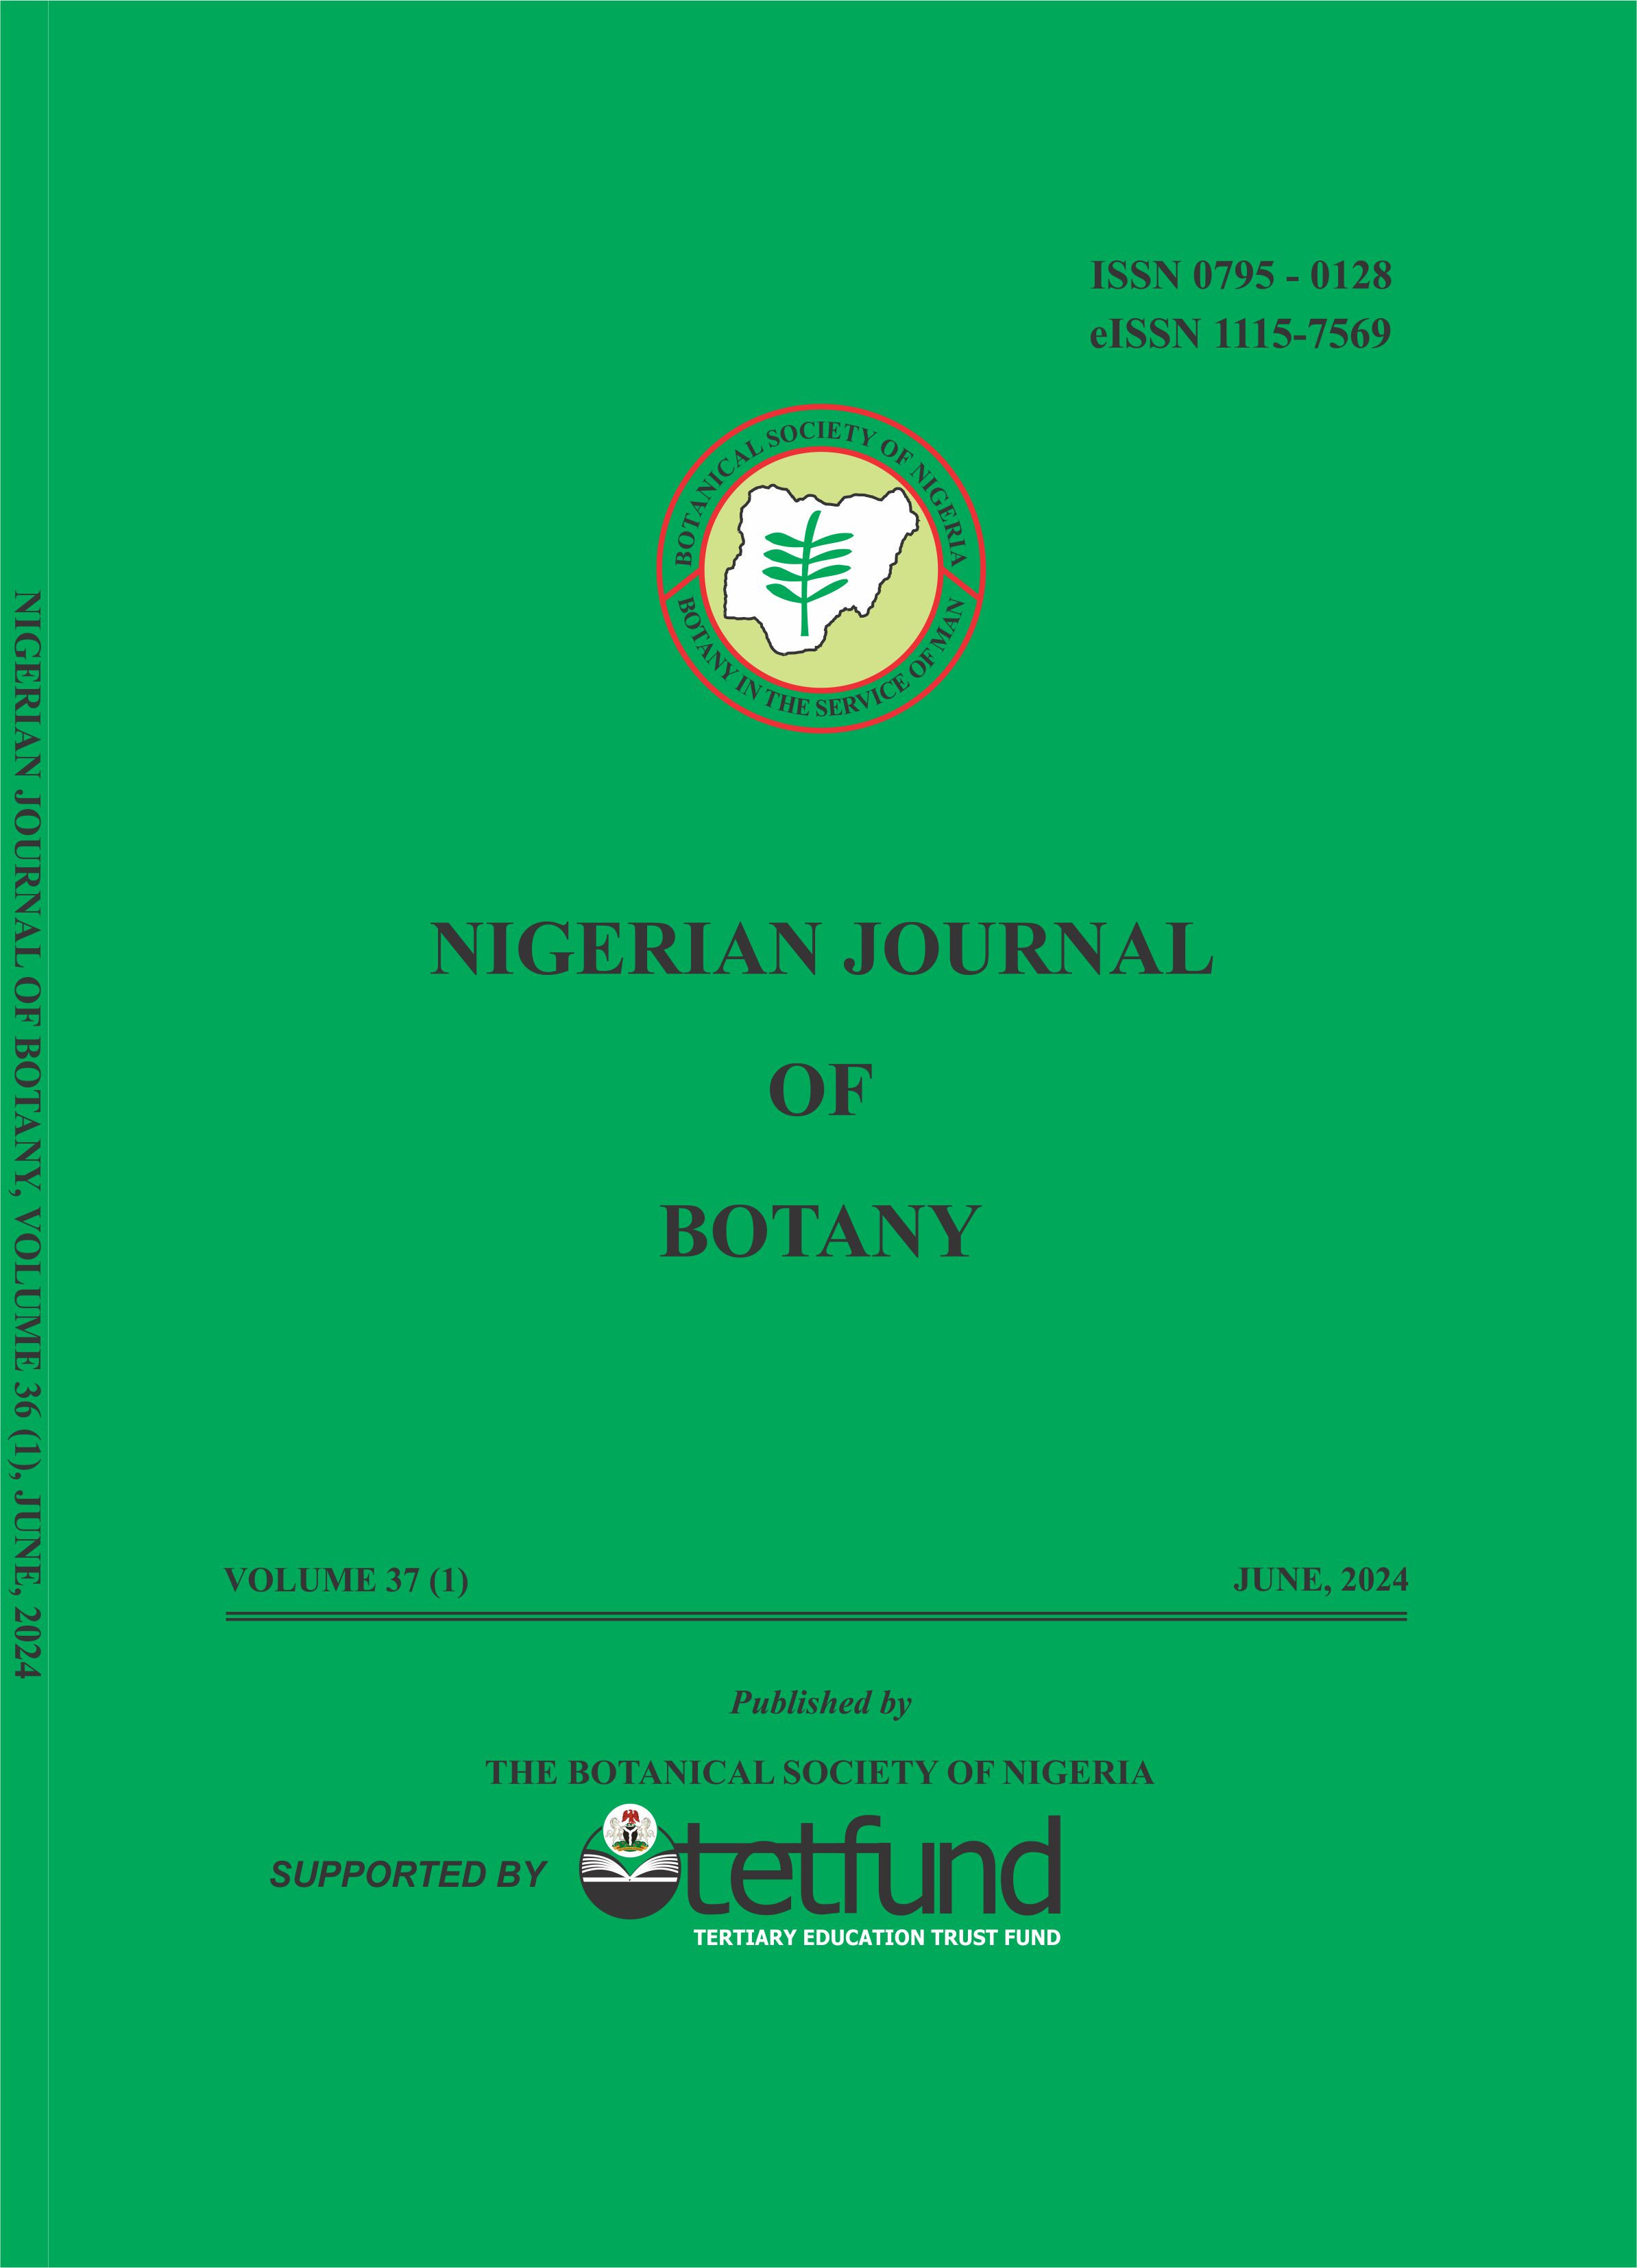 ISSN 0795 - 0128
eISSN 1115-7569
BOTANICAL SOCIETY OF NIGERIA
BOTANY IN THE SERVICE OF MAN
NIGERIAN JOURNAL
OF
BOTANY
VOLUME 37 (1) JUNE, 2024
Published by
THE BOTANICAL SOCIETY OF NIGERIA
SUPPORTED BY tetfund
TERTIARY EDUCATION TRUST FUND
NIGERIAN JOURNAL OF BOTANY, VOLUME 36 (1), JUNE, 2024